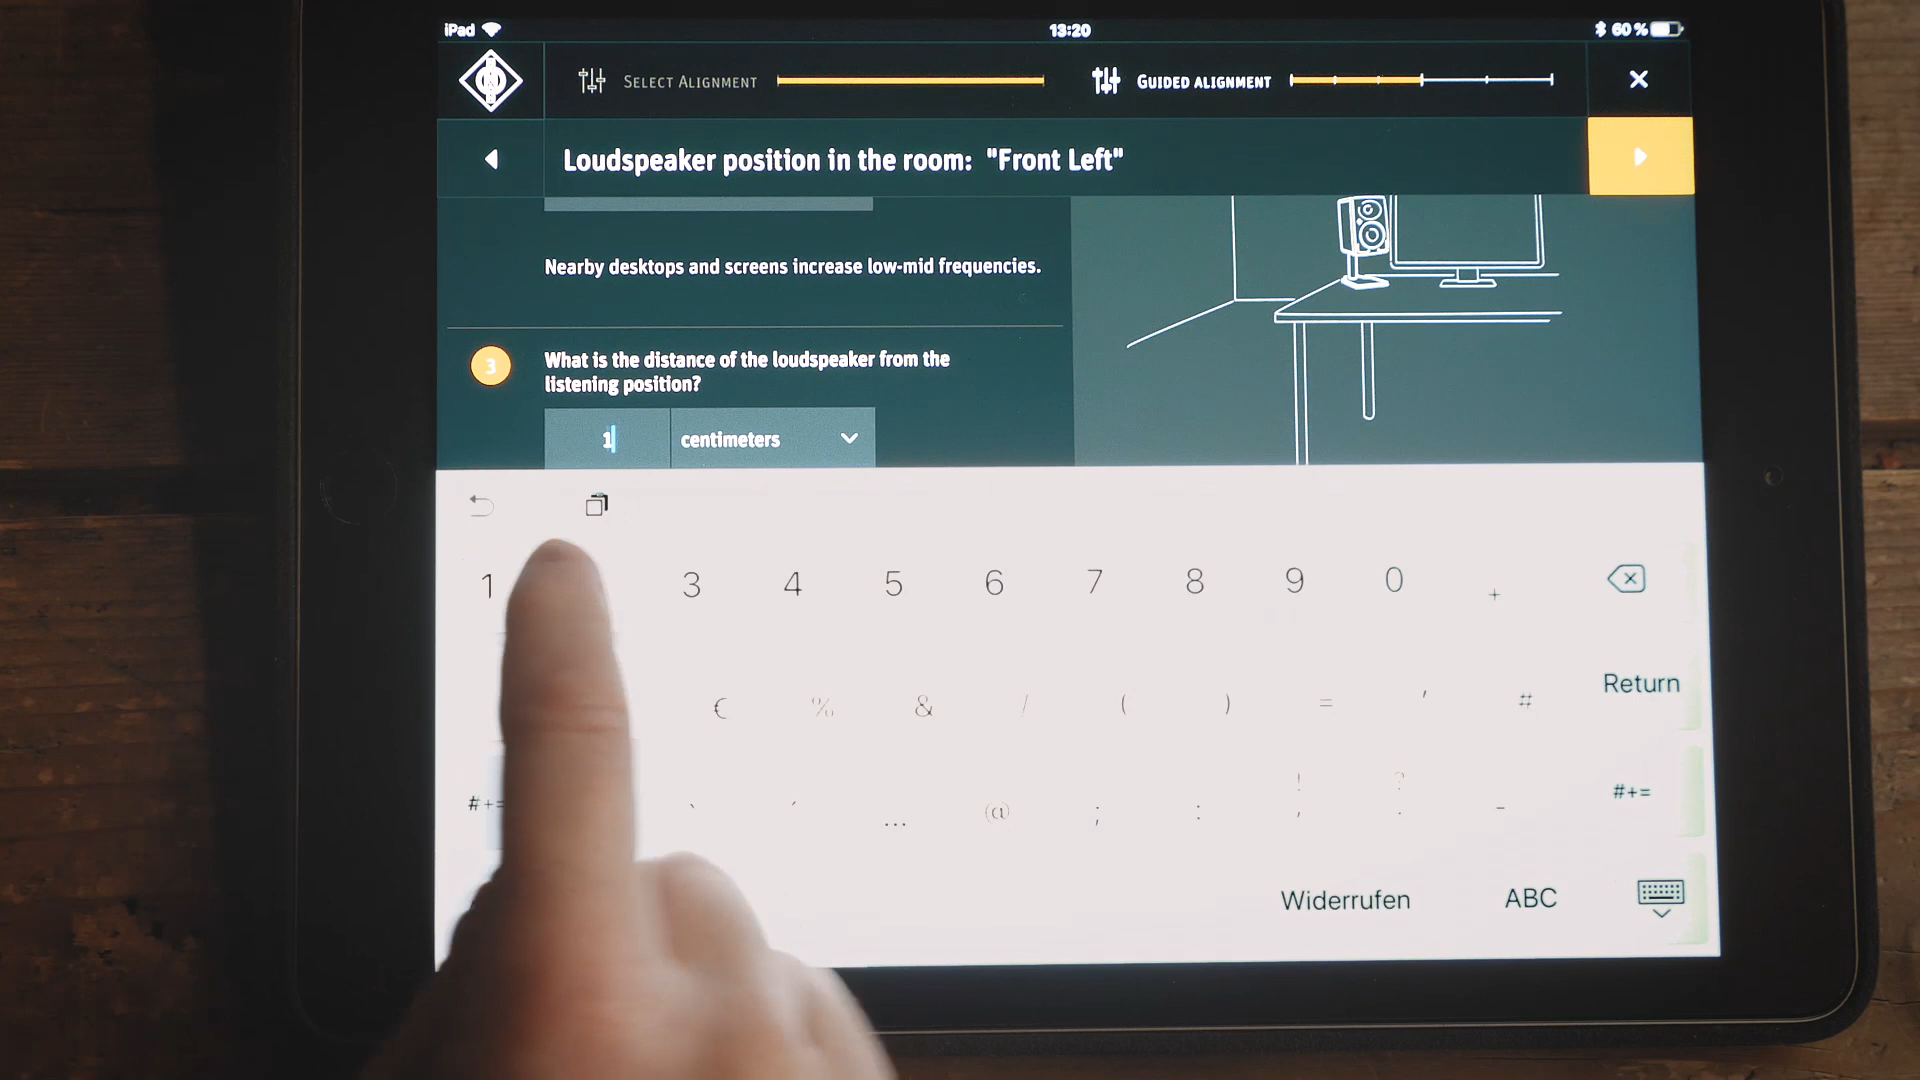 iPad 13:20 60 %
SELECT ALIGNMENT GUIDED ALIGNMENT
Loudspeaker position in the room: "Front Left"
Nearby desktops and screens increase low-mid frequencies.
3 What is the distance of the loudspeaker from the
listening position?
1 centimeters
1 3 4 5 6 7 8 9 0 +
€ % & / ( ) = ' # Return
#+= ` ´ ... @ ; : ! , ? . - #+=
Widerrufen ABC